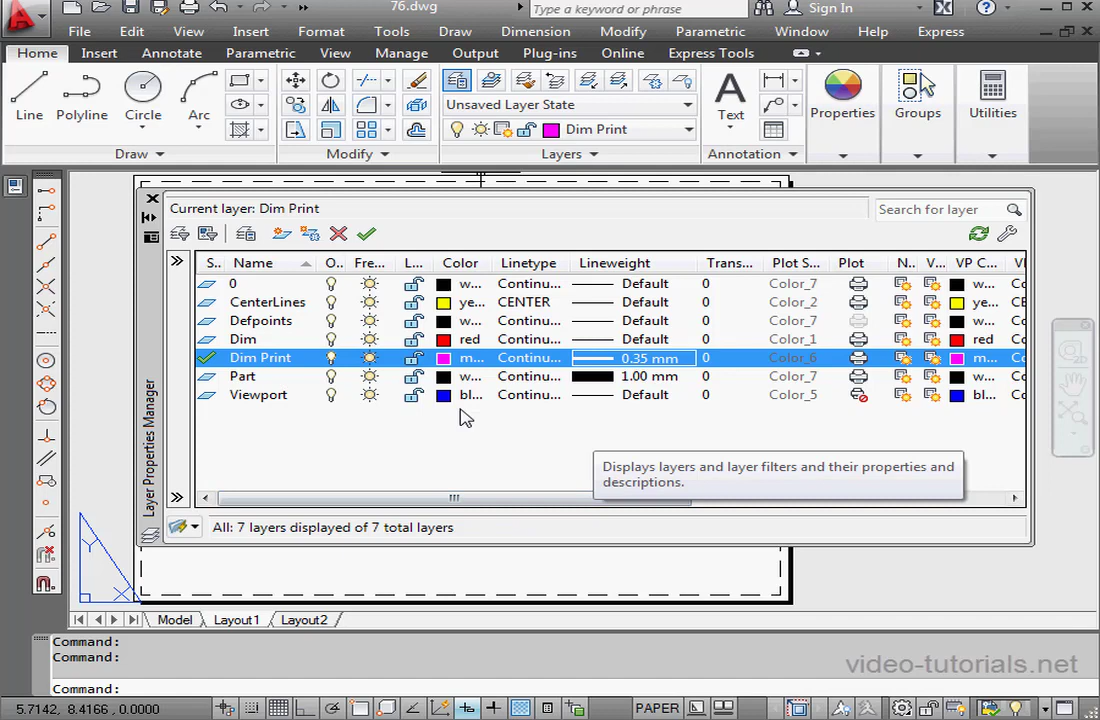 76.dwg
Type a keyword or phrase
Sign In
File Edit View Insert Format Tools Draw Dimension Modify Parametric Window Help Express
Home Insert Annotate Parametric View Manage Output Plug-ins Online Express Tools
Line Polyline Circle Arc
Draw
Modify
Unsaved Layer State
Dim Print
Layers
Text
Annotation
Properties
Groups
Utilities
Current layer: Dim Print
Search for layer
S.. Name O.. Fre... L... Color Linetype Lineweight Trans... Plot S... Plot N.. V.. VP C... VP
0 w... Continu... Default 0 Color_7 w... Co
CenterLines ye... CENTER Default 0 Color_2 ye... CE
Defpoints w... Continu... Default 0 Color_7 w... Co
Dim red Continu... Default 0 Color_1 red Co
Dim Print m... Continu... 0.35 mm 0 Color_6 m... Co
Part w... Continu... 1.00 mm 0 Color_7 w... Co
Viewport bl... Continu... Default 0 Color_5 bl... Co
Displays layers and layer filters and their properties and
descriptions.
All: 7 layers displayed of 7 total layers
Layer Properties Manager
Y
X
Model Layout1 Layout2
Command:
Command:
Command:
video-tutorials.net
5.7142, 8.4166, 0.0000
PAPER